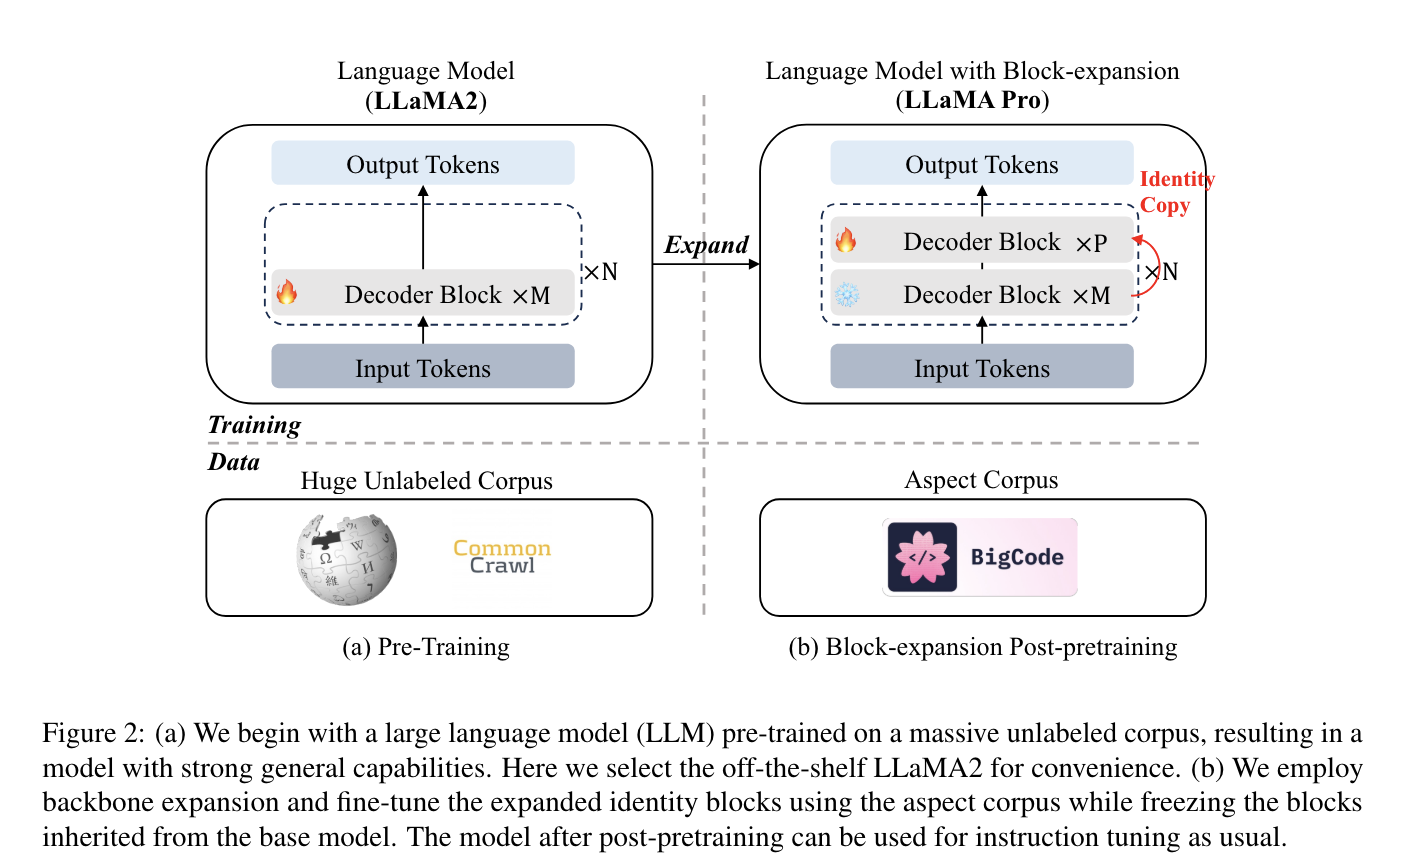 Language Model
(LLaMA2)
Output Tokens
Decoder Block ×M
×N
Input Tokens
Expand
Language Model with Block-expansion
(LLaMA Pro)
Output Tokens
Identity
Copy
Decoder Block ×P
Decoder Block ×M
×N
Input Tokens
Training
Data
Huge Unlabeled Corpus
Ω
W
И
維
Common
Crawl
Aspect Corpus
</>
BigCode
(a) Pre-Training
(b) Block-expansion Post-pretraining
Figure 2: (a) We begin with a large language model (LLM) pre-trained on a massive unlabeled corpus, resulting in a
model with strong general capabilities. Here we select the off-the-shelf LLaMA2 for convenience. (b) We employ
backbone expansion and fine-tune the expanded identity blocks using the aspect corpus while freezing the blocks
inherited from the base model. The model after post-pretraining can be used for instruction tuning as usual.